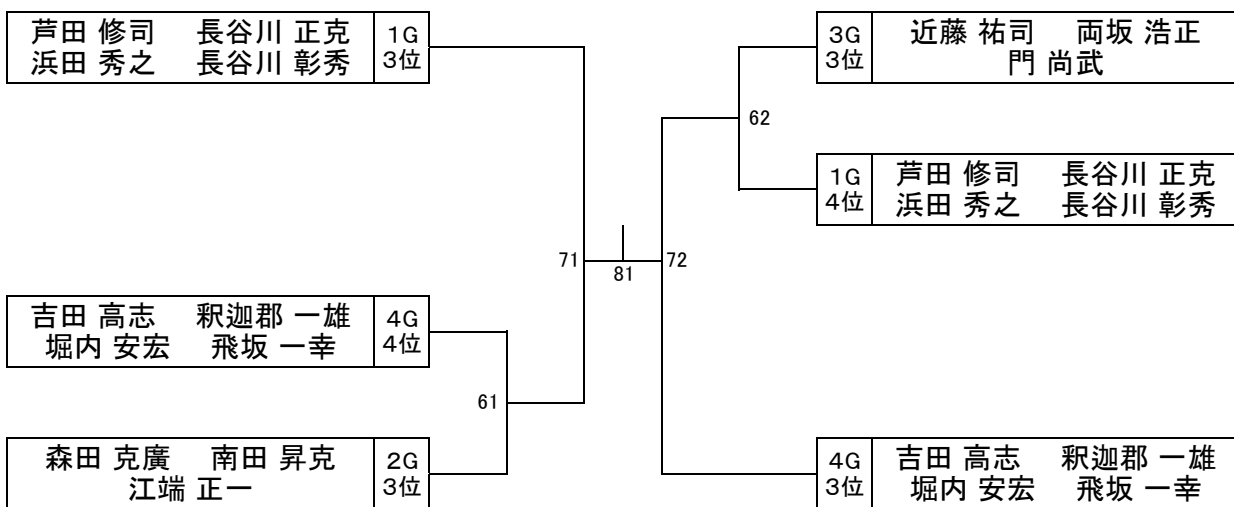 芦田 修司 長谷川 正克
浜田 秀之 長谷川 彰秀
1G
3位
3G
3位
近藤 祐司 両坂 浩正
門 尚武
62
1G
4位
芦田 修司 長谷川 正克
浜田 秀之 長谷川 彰秀
71
81
72
吉田 高志 釈迦郡 一雄
堀内 安宏 飛坂 一幸
4G
4位
61
森田 克廣 南田 昇克
江端 正一
2G
3位
4G
3位
吉田 高志 釈迦郡 一雄
堀内 安宏 飛坂 一幸